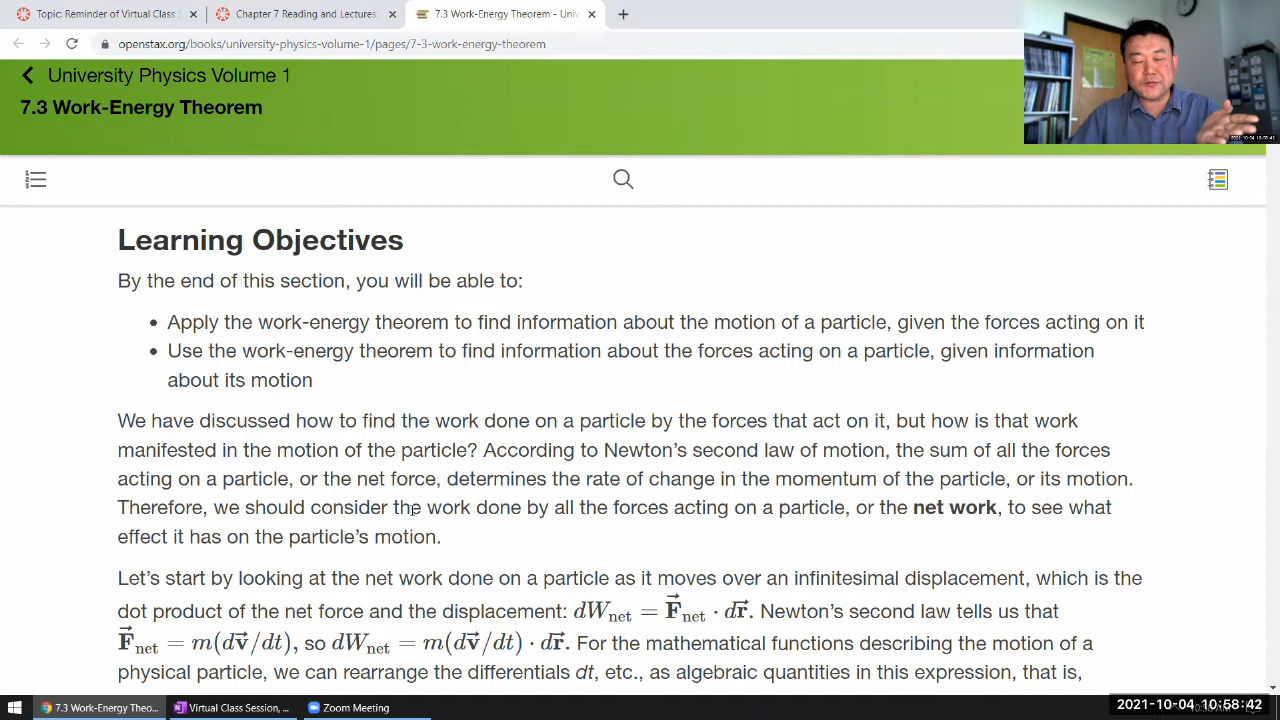 Topic: Reminder of Virtual Class S
Chapter 7 Reading and Lectures:
7.3 Work-Energy Theorem - Univ
openstax.org/books/university-physics-volume-1/pages/7-3-work-energy-theorem
2021-10-04 10:58:42
University Physics Volume 1
7.3 Work-Energy Theorem
Learning Objectives
By the end of this section, you will be able to:
• Apply the work-energy theorem to find information about the motion of a particle, given the forces acting on it
• Use the work-energy theorem to find information about the forces acting on a particle, given information
about its motion
We have discussed how to find the work done on a particle by the forces that act on it, but how is that work
manifested in the motion of the particle? According to Newton’s second law of motion, the sum of all the forces
acting on a particle, or the net force, determines the rate of change in the momentum of the particle, or its motion.
Therefore, we should consider the work done by all the forces acting on a particle, or the net work, to see what
effect it has on the particle’s motion.
Let’s start by looking at the net work done on a particle as it moves over an infinitesimal displacement, which is the
dot product of the net force and the displacement: dW_net = F⃗_net · dr⃗. Newton’s second law tells us that
F⃗_net = m(dv⃗/dt), so dW_net = m(dv⃗/dt) · dr⃗. For the mathematical functions describing the motion of a
physical particle, we can rearrange the differentials dt, etc., as algebraic quantities in this expression, that is,
7.3 Work-Energy Theo...
Virtual Class Session, ...
Zoom Meeting
2021-10-04 10:58:42